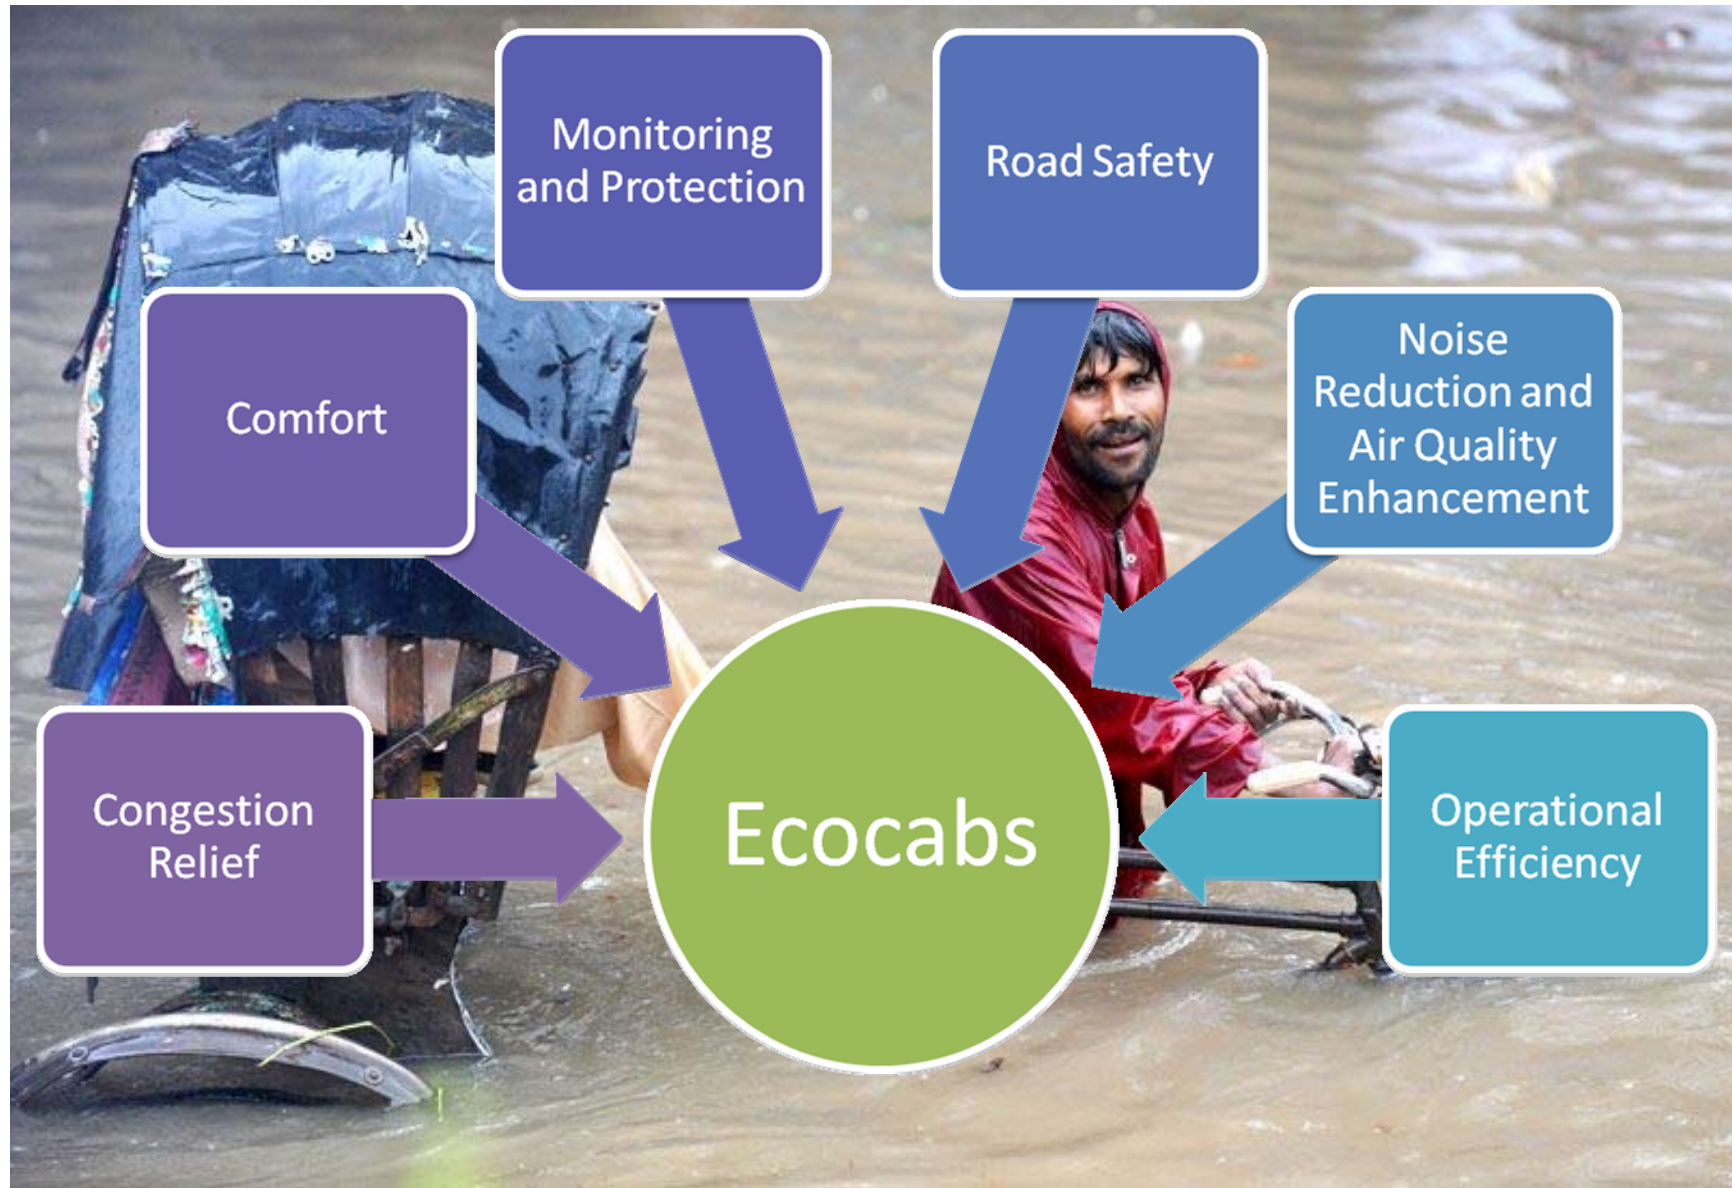 Monitoring
and Protection
Road Safety
Comfort
Noise
Reduction and
Air Quality
Enhancement
Congestion
Relief
Ecocabs
Operational
Efficiency